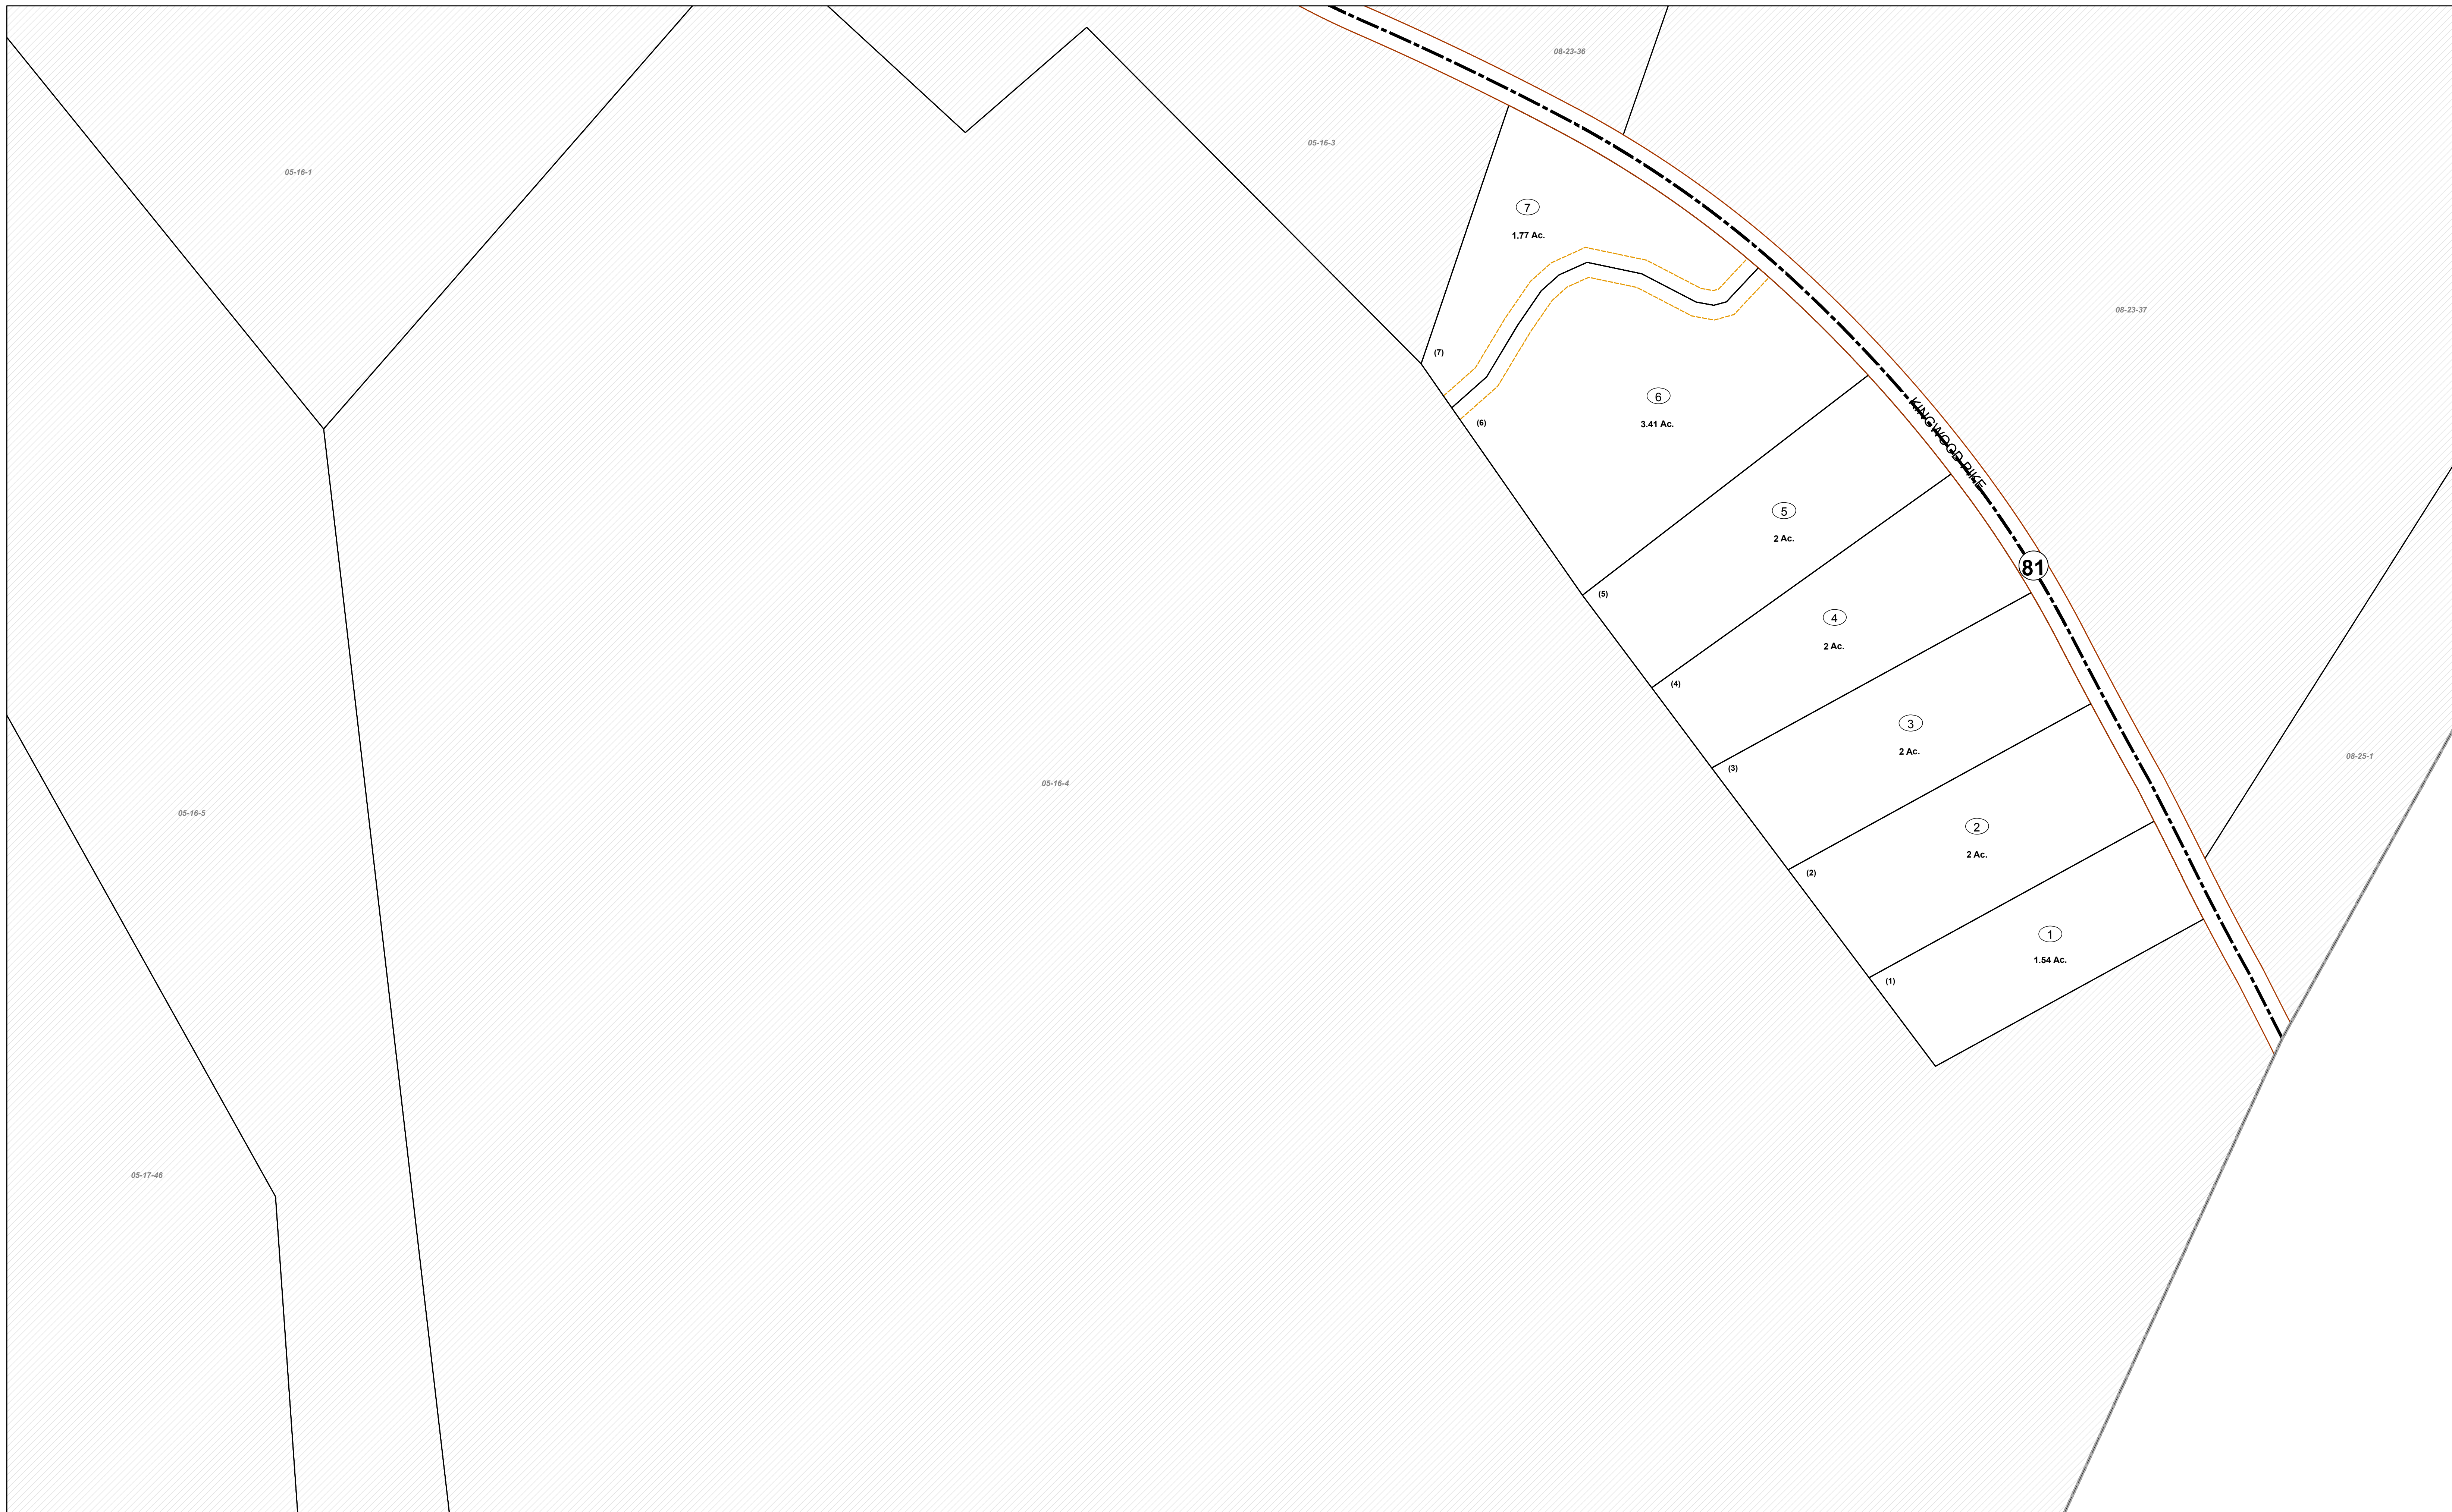 08-23-36
05-16-3
05-16-1
7
1.77 Ac.
08-23-37
(7)
6
3.41 Ac.
(6)
KINGWOOD PIKE
5
2 Ac.
81
(5)
4
2 Ac.
(4)
3
2 Ac.
08-25-1
(3)
05-16-4
05-16-5
2
2 Ac.
(2)
1
1.54 Ac.
(1)
05-17-46